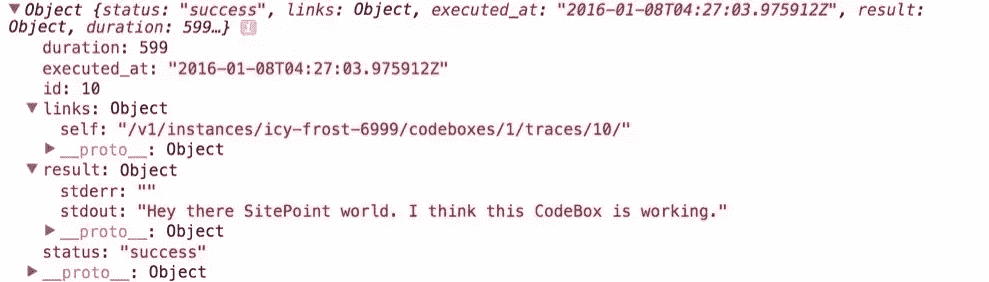 ▼Object {status: "success", links: Object, executed_at: "2016-01-08T04:27:03.975912Z", result:
Object, duration: 599…}
duration: 599
executed_at: "2016-01-08T04:27:03.975912Z"
id: 10
▼links: Object
self: "/v1/instances/icy-frost-6999/codeboxes/1/traces/10/"
▶__proto__: Object
▼result: Object
stderr: ""
stdout: "Hey there SitePoint world. I think this CodeBox is working."
▶__proto__: Object
status: "success"
▶__proto__: Object